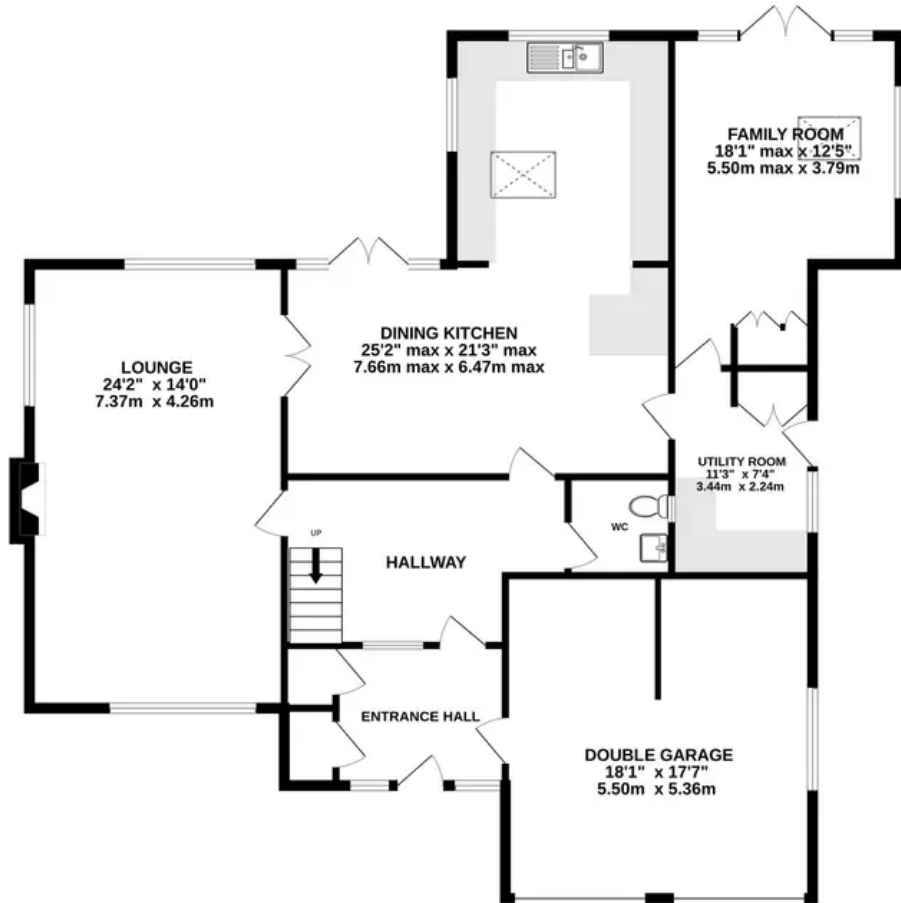 FAMILY ROOM
18'1" max x 12'5"
5.50m max x 3.79m
DINING KITCHEN
25'2" max x 21'3" max
7.66m max x 6.47m max
LOUNGE
24'2" x 14'0"
7.37m x 4.26m
UTILITY ROOM
11'3" x 7'4"
3.44m x 2.24m
WC
UP
HALLWAY
ENTRANCE HALL
DOUBLE GARAGE
18'1" x 17'7"
5.50m x 5.36m